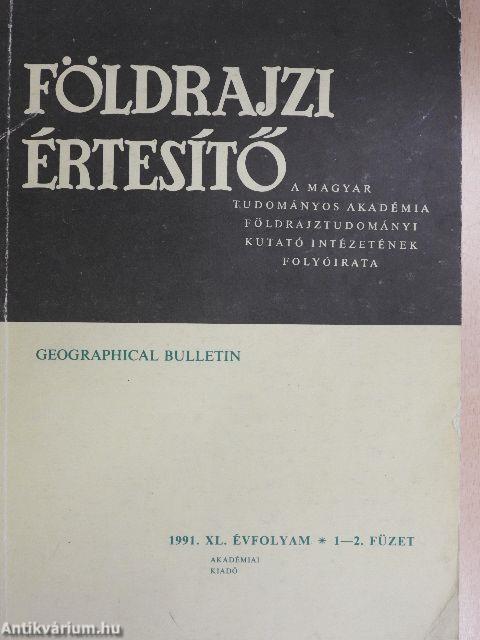 FÖLDRAJZI
ÉRTESÍTŐ
A MAGYAR
TUDOMÁNYOS AKADÉMIA
FÖLDRAJZTUDOMÁNYI
KUTATÓ INTÉZETÉNEK
FOLYÓIRATA
GEOGRAPHICAL BULLETIN
1991. XL. ÉVFOLYAM * 1—2. FÜZET
AKADÉMIAI
KIADÓ
Antikvárium.hu